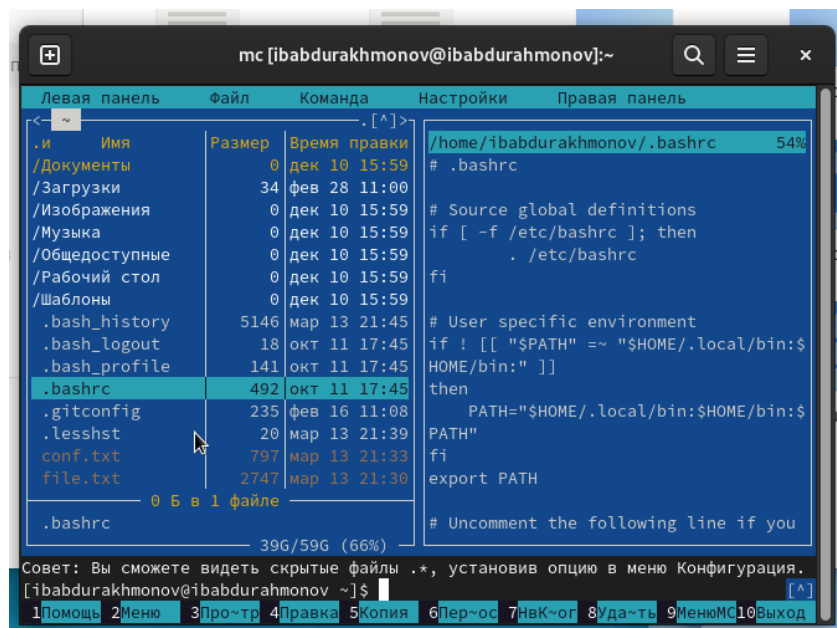 mc [ibabdurakhmonov@ibabdurahmonov]:~
Левая панель Файл Команда Настройки Правая панель
<— ~ .[^]>
.и Имя Размер Время правки
/Документы 0 дек 10 15:59
/Загрузки 34 фев 28 11:00
/Изображения 0 дек 10 15:59
/Музыка 0 дек 10 15:59
/Общедоступные 0 дек 10 15:59
/Рабочий стол 0 дек 10 15:59
/Шаблоны 0 дек 10 15:59
.bash_history 5146 мар 13 21:45
.bash_logout 18 окт 11 17:45
.bash_profile 141 окт 11 17:45
.bashrc 492 окт 11 17:45
.gitconfig 235 фев 16 11:08
.lesshst 20 мар 13 21:39
conf.txt 797 мар 13 21:33
file.txt 2747 мар 13 21:30
0 Б в 1 файле
.bashrc
39G/59G (66%)
/home/ibabdurakhmonov/.bashrc 54%
# .bashrc
# Source global definitions
if [ -f /etc/bashrc ]; then
. /etc/bashrc
fi
# User specific environment
if ! [[ "$PATH" =~ "$HOME/.local/bin:$
HOME/bin:" ]]
then
PATH="$HOME/.local/bin:$HOME/bin:$
PATH"
fi
export PATH
# Uncomment the following line if you
Совет: Вы сможете видеть скрытые файлы .*, установив опцию в меню Конфигурация.
[ibabdurakhmonov@ibabdurahmonov ~]$ [^]
1Помощь 2Меню 3Про~тр 4Правка 5Копия 6Пер~ос 7НвК~ог 8Уда~ть 9МенюМС 10Выход